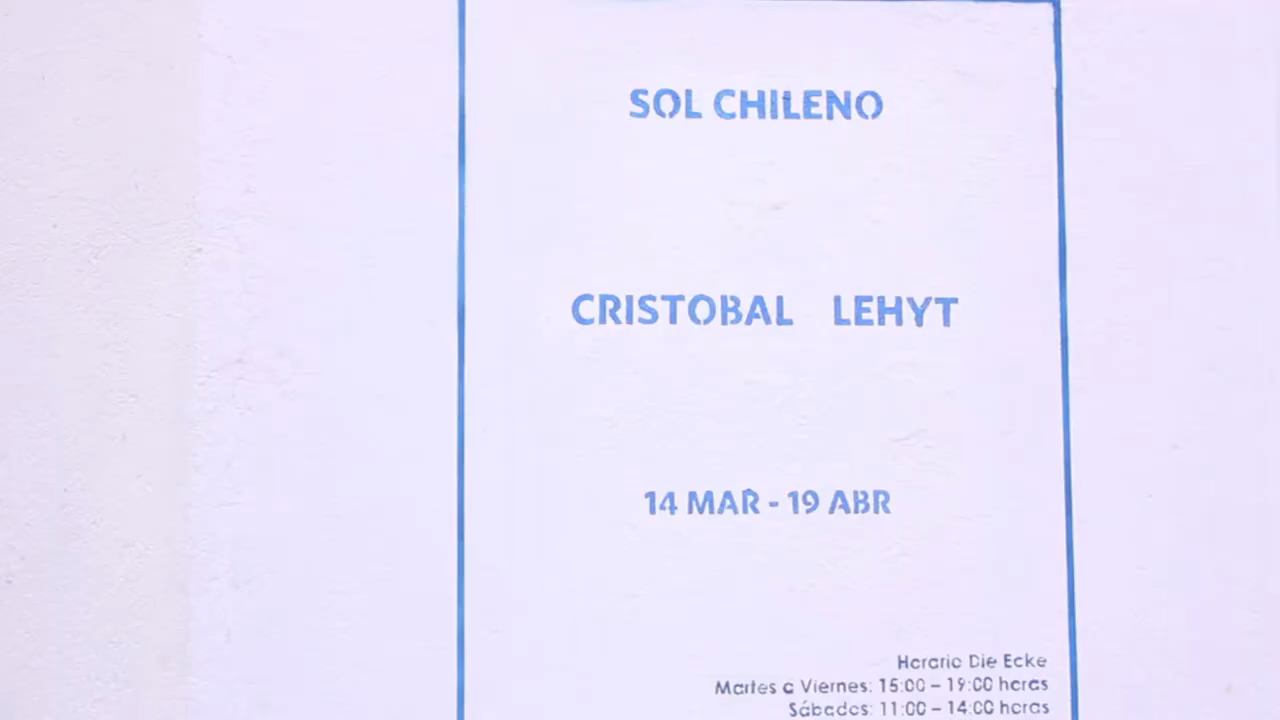 SOL CHILENO
CRISTOBAL LEHYT
14 MAR - 19 ABR
Horario Die Ecke
Martes a Viernes: 15:00 – 19:00 horas
Sábados: 11:00 – 14:00 horas